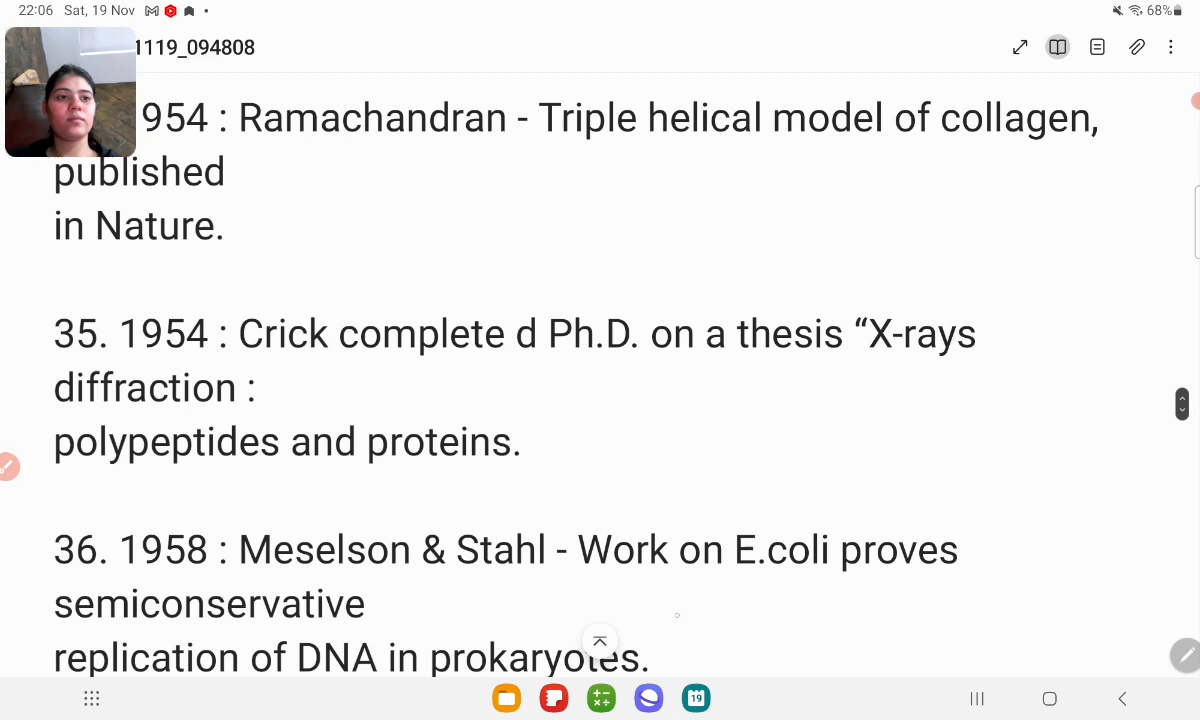 22:06 Sat, 19 Nov
68%
1119_094808
954 : Ramachandran - Triple helical model of collagen,
published
in Nature.
35. 1954 : Crick complete d Ph.D. on a thesis “X-rays
diffraction :
polypeptides and proteins.
36. 1958 : Meselson & Stahl - Work on E.coli proves
semiconservative
replication of DNA in prokaryotes.
19